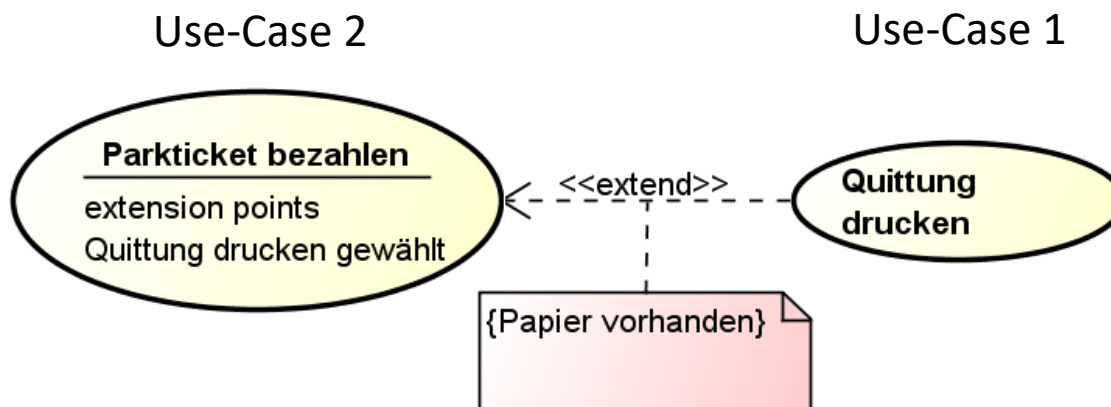 Use-Case 2
Use-Case 1
Parkticket bezahlen
extension points
Quittung drucken gewählt
<<extend>>
Quittung
drucken
{Papier vorhanden}